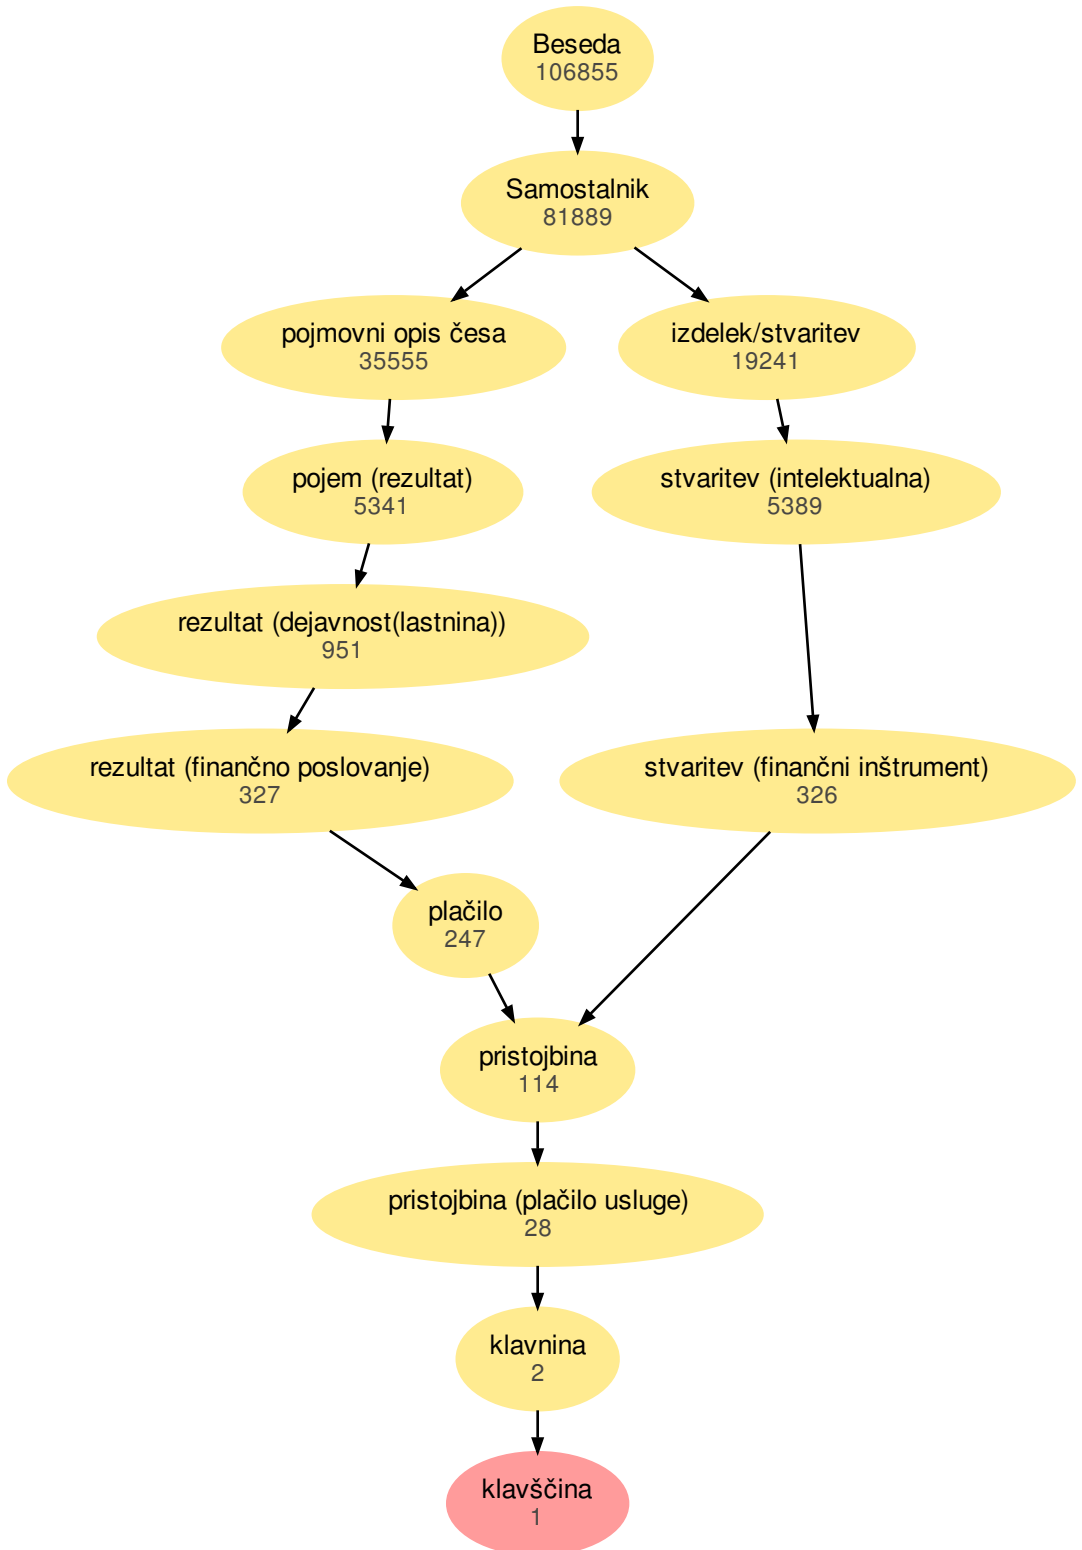 Beseda
106855
Samostalnik
81889
pojmovni opis česa
35555
izdelek/stvaritev
19241
pojem (rezultat)
5341
stvaritev (intelektualna)
5389
rezultat (dejavnost(lastnina))
951
rezultat (finančno poslovanje)
327
stvaritev (finančni inštrument)
326
plačilo
247
pristojbina
114
pristojbina (plačilo usluge)
28
klavnina
2
klavščina
1